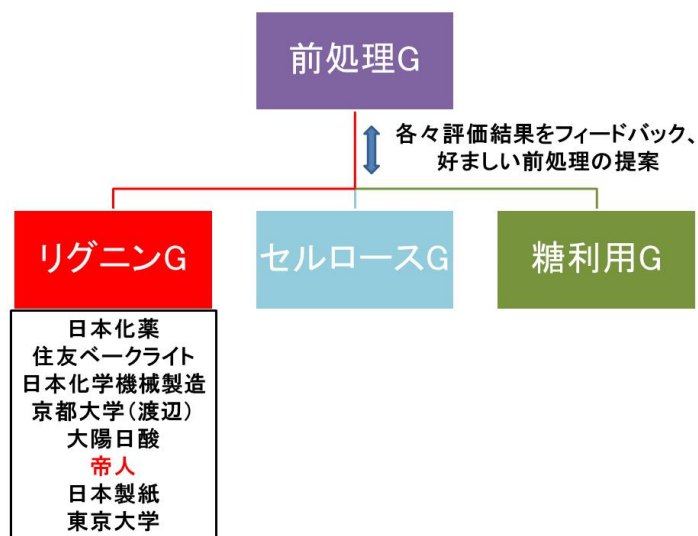 前処理G
各々評価結果をフィードバック、
好ましい前処理の提案
リグニンG
セルロースG
糖利用G
日本化薬
住友ベークライト
日本化学機械製造
京都大学(渡辺)
大陽日酸
帝人
日本製紙
東京大学